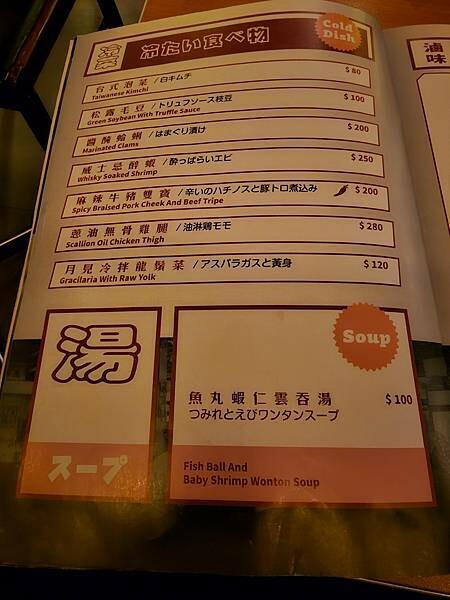 冷菜
冷たい食べ物
Cold Dish
台式泡菜 / 白キムチ $ 80
Taiwanese Kimchi
松露毛豆 / トリュフソース枝豆 $ 100
Green Soybean With Truffle Sauce
醬醃蛤蜊 / はまぐり漬け $ 200
Marinated Clams
威士忌醉蝦 / 酔っぱらいエビ $ 250
Whisky Soaked Shrimp
麻辣牛豬雙寶 / 辛いのハチノスと豚トロ煮込み $ 200
Spicy Braised Pork Cheek And Beef Tripe
蔥油無骨雞腿 / 油淋鶏モモ $ 280
Scallion Oil Chicken Thigh
月見冷拌龍鬚菜 / アスパラガスと黃身 $ 120
Gracilaria With Raw Yolk
湯
スープ
Soup
魚丸蝦仁雲吞湯 $ 100
つみれとえびワンタンスープ
Fish Ball And
Baby Shrimp Wonton Soup
滷味